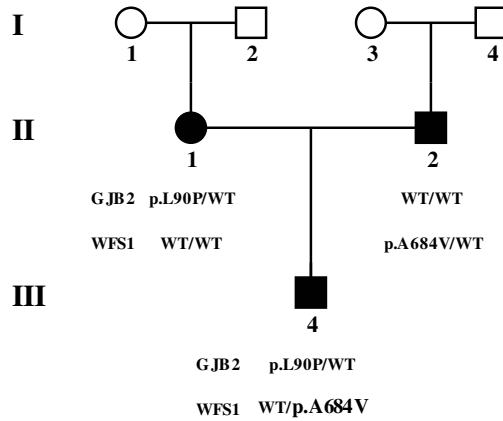 I
1 2 3 4
II
1 2
GJB2 p.L90P/WT WT/WT
WFS1 WT/WT p.A684V/WT
III
4
GJB2 p.L90P/WT
WFS1 WT/p.A684V